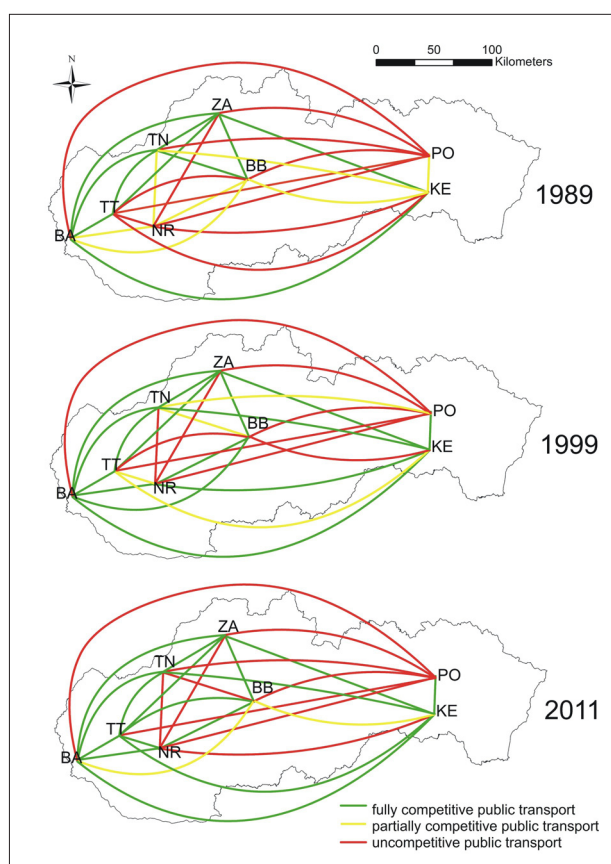 N
0 50 100
Kilometers
ZA
TN
BB
PO
KE
TT
NR
BA
1989
ZA
TN
BB
PO
KE
TT
NR
BA
1999
ZA
TN
BB
PO
KE
TT
NR
BA
2011
fully competitive public transport
partially competitive public transport
uncompetitive public transport